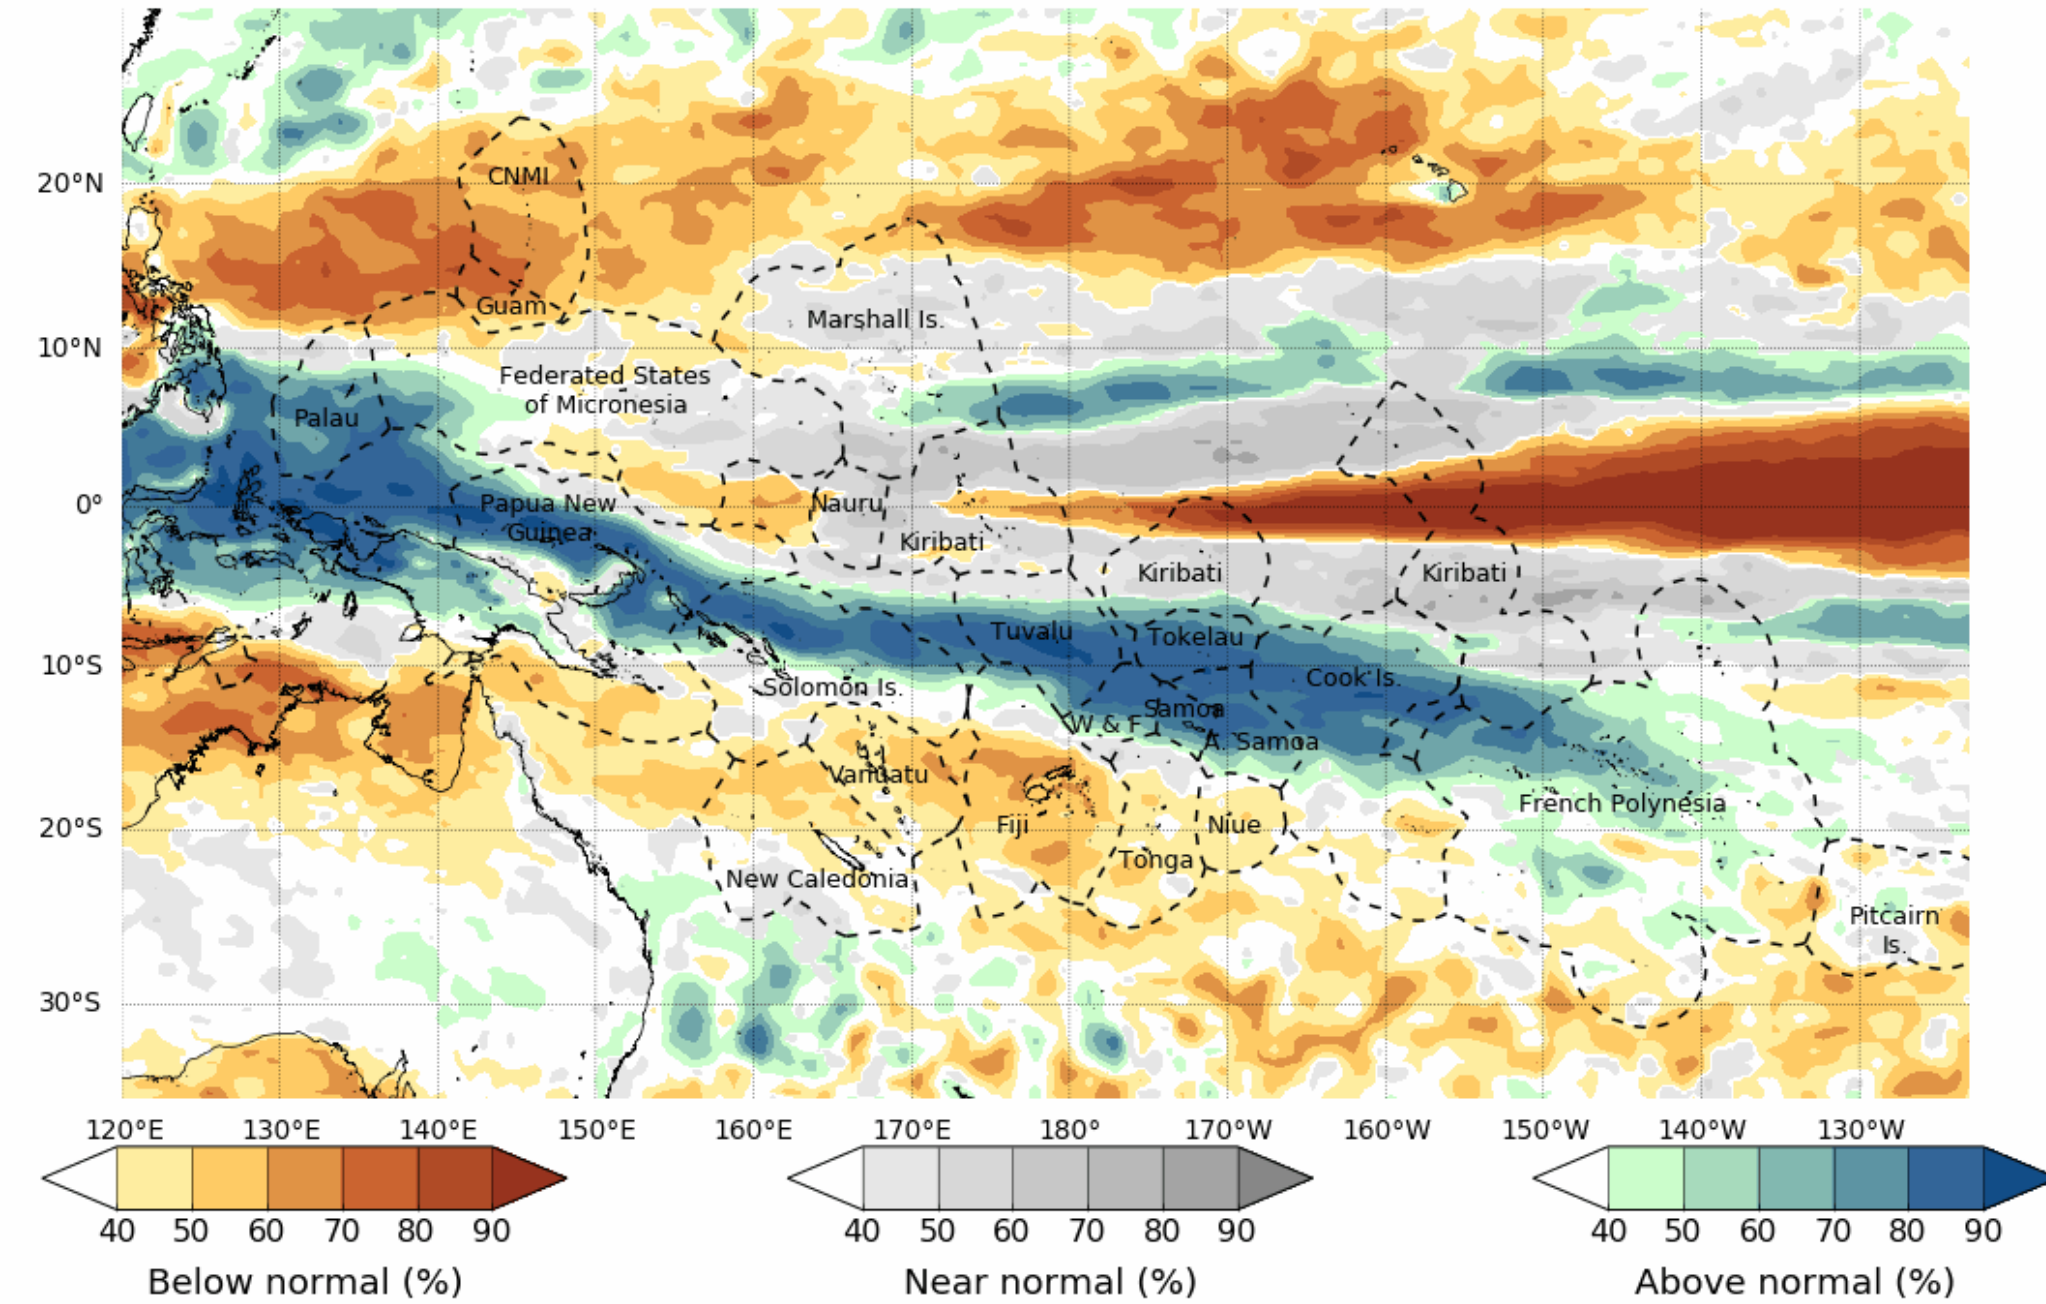 20°N
CNMI
Guam
Marshall Is.
10°N
Federated States
of Micronesia
Palau
0°
Papua New
Guinea
Nauru
Kiribati
Kiribati
Kiribati
Tuvalu
Tokelau
10°S
Solomon Is.
Cook Is.
Samoa
W & F
A. Samoa
Vanuatu
French Polynesia
20°S
Fiji
Niue
Tonga
New Caledonia
Pitcairn
Is.
30°S
120°E 130°E 140°E 150°E 160°E 170°E 180° 170°W 160°W 150°W 140°W 130°W
40 50 60 70 80 90
Below normal (%)
40 50 60 70 80 90
Near normal (%)
40 50 60 70 80 90
Above normal (%)